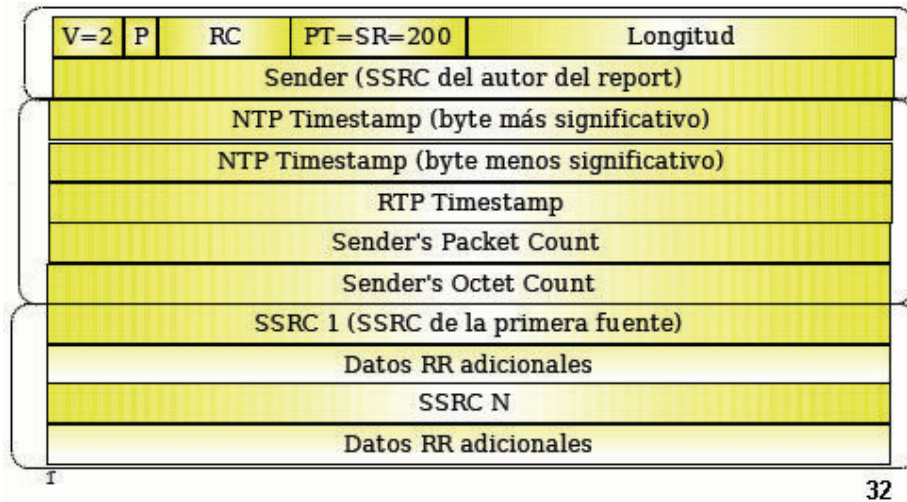 V=2 P RC PT=SR=200 Longitud
Sender (SSRC del autor del report)
NTP Timestamp (byte más significativo)
NTP Timestamp (byte menos significativo)
RTP Timestamp
Sender's Packet Count
Sender's Octet Count
SSRC 1 (SSRC de la primera fuente)
Datos RR adicionales
SSRC N
Datos RR adicionales
1 32